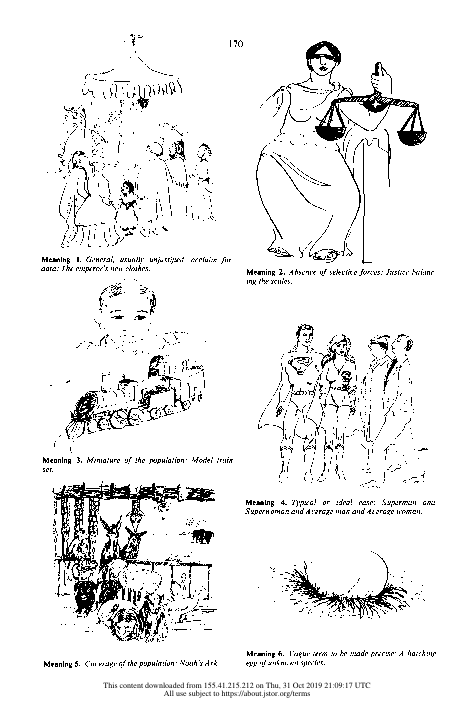 170
Meaning 1. General, usually unjustified, acclaim for
data: The emperor's new clothes.
Meaning 2. Absence of selective forces: Justice balanc-
ing the scales.
Meaning 3. Miniature of the population: Model train
set.
Meaning 4. Typical or ideal case: Superman and
Superwoman and Average man and Average woman.
Meaning 5. Coverage of the population: Noah's Ark
Meaning 6. Vague term to be made precise: A hatching
egg of unknown species.
This content downloaded from 155.41.215.212 on Thu, 31 Oct 2019 21:09:17 UTC
All use subject to https://about.jstor.org/terms